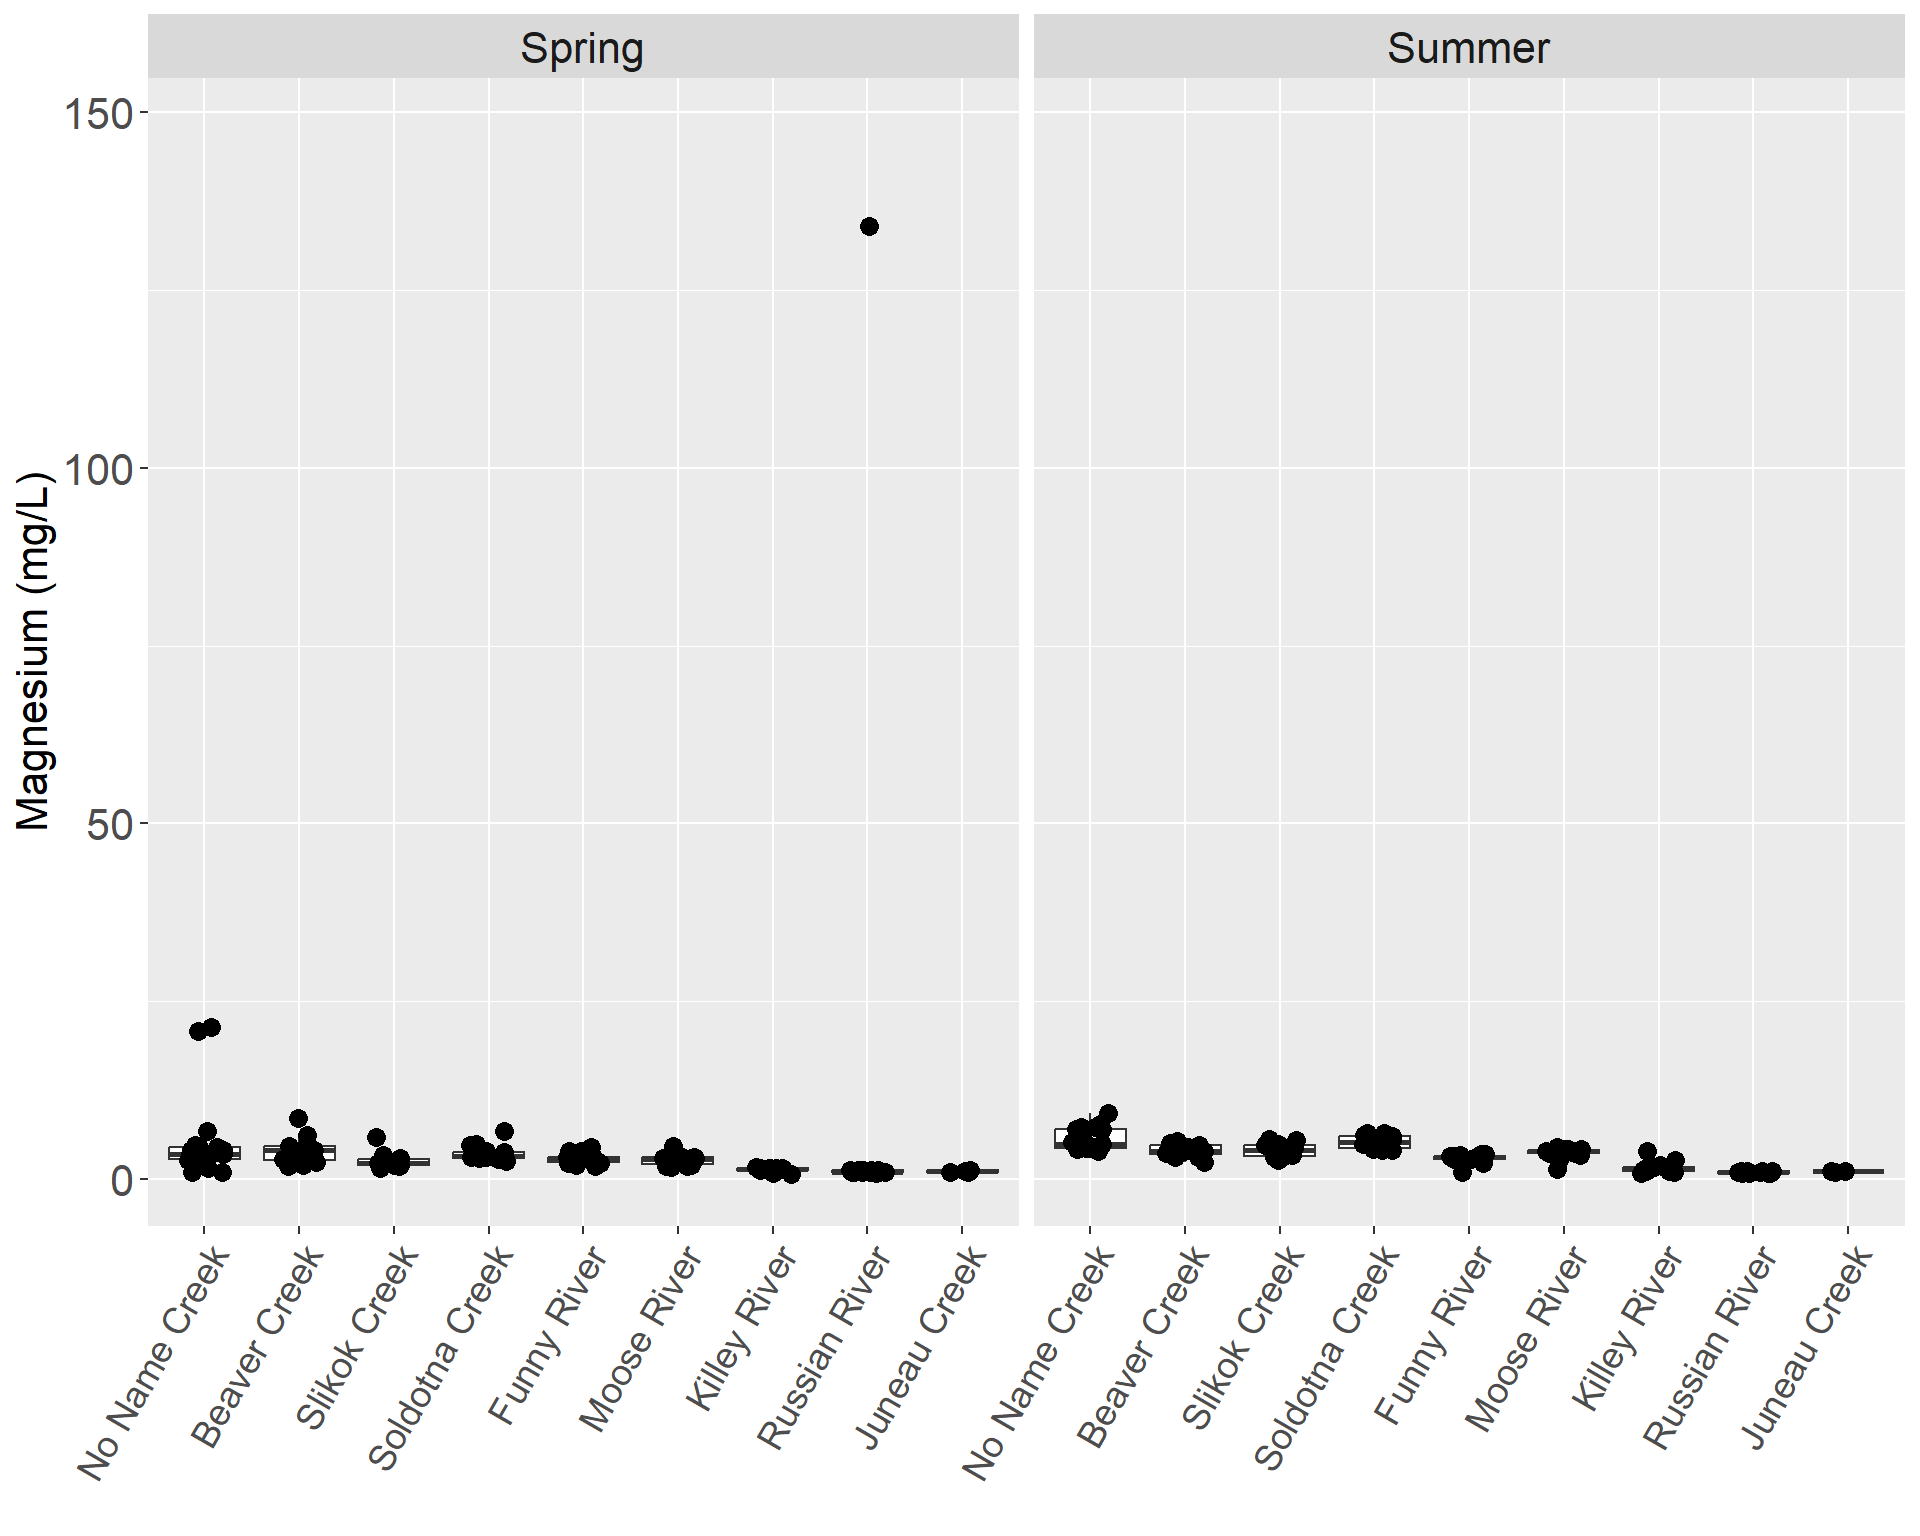 Spring
Summer
150
100
50
0
Magnesium (mg/L)
No Name Creek
Beaver Creek
Slikok Creek
Soldotna Creek
Funny River
Moose River
Killey River
Russian River
Juneau Creek
No Name Creek
Beaver Creek
Slikok Creek
Soldotna Creek
Funny River
Moose River
Killey River
Russian River
Juneau Creek